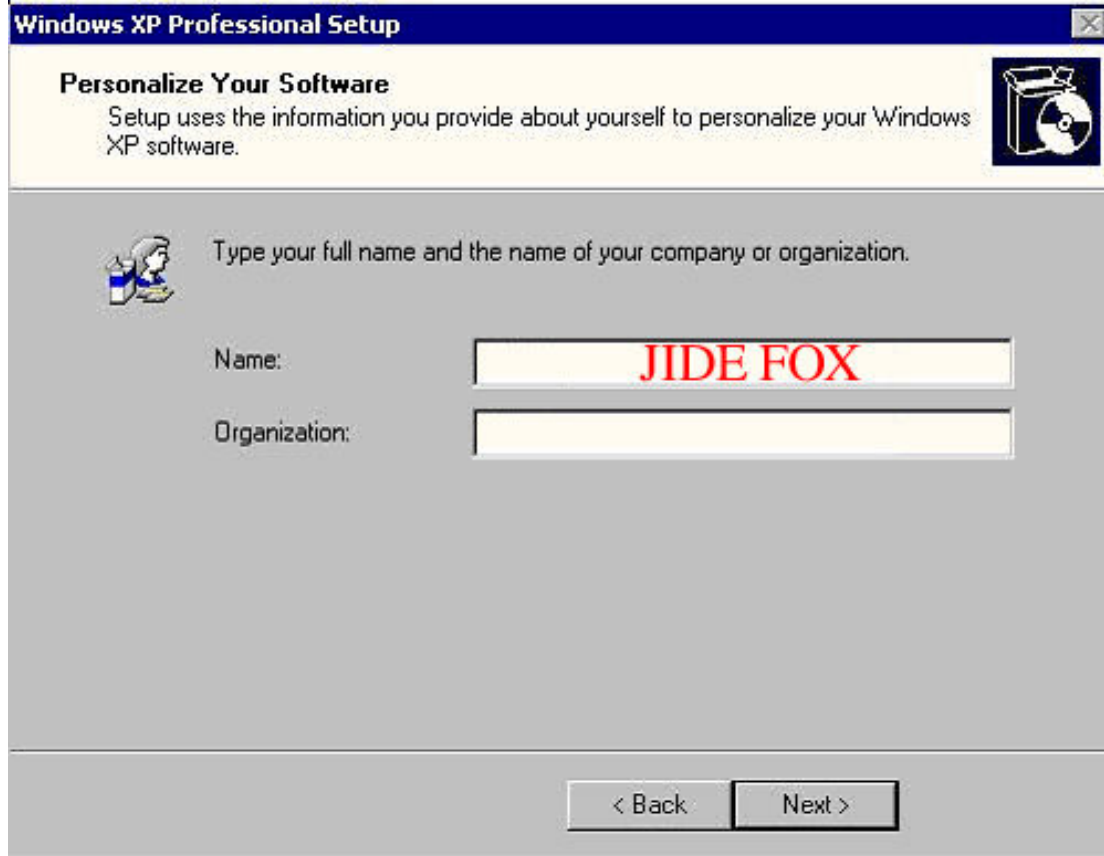 Windows XP Professional Setup
Personalize Your Software
Setup uses the information you provide about yourself to personalize your Windows
XP software.
Type your full name and the name of your company or organization.
Name:
JIDE FOX
Organization:
< Back
Next >